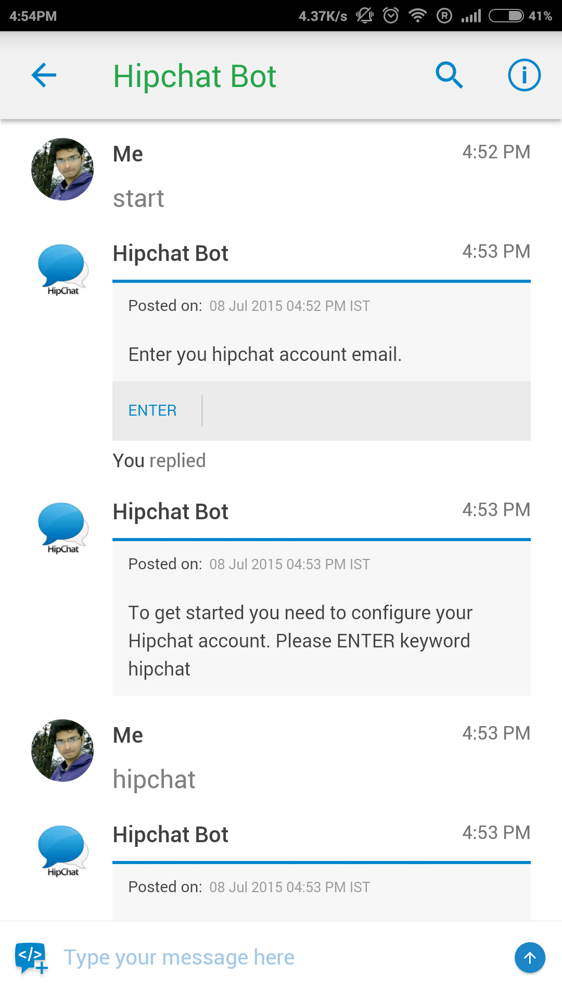 4:54PM 4.37K/s R 41%
Hipchat Bot
Me 4:52 PM
start
Hipchat Bot 4:53 PM
HipChat
Posted on: 08 Jul 2015 04:52 PM IST
Enter you hipchat account email.
ENTER
You replied
Hipchat Bot 4:53 PM
HipChat
Posted on: 08 Jul 2015 04:53 PM IST
To get started you need to configure your
Hipchat account. Please ENTER keyword
hipchat
Me 4:53 PM
hipchat
Hipchat Bot 4:53 PM
HipChat
Posted on: 08 Jul 2015 04:53 PM IST
Type your message here